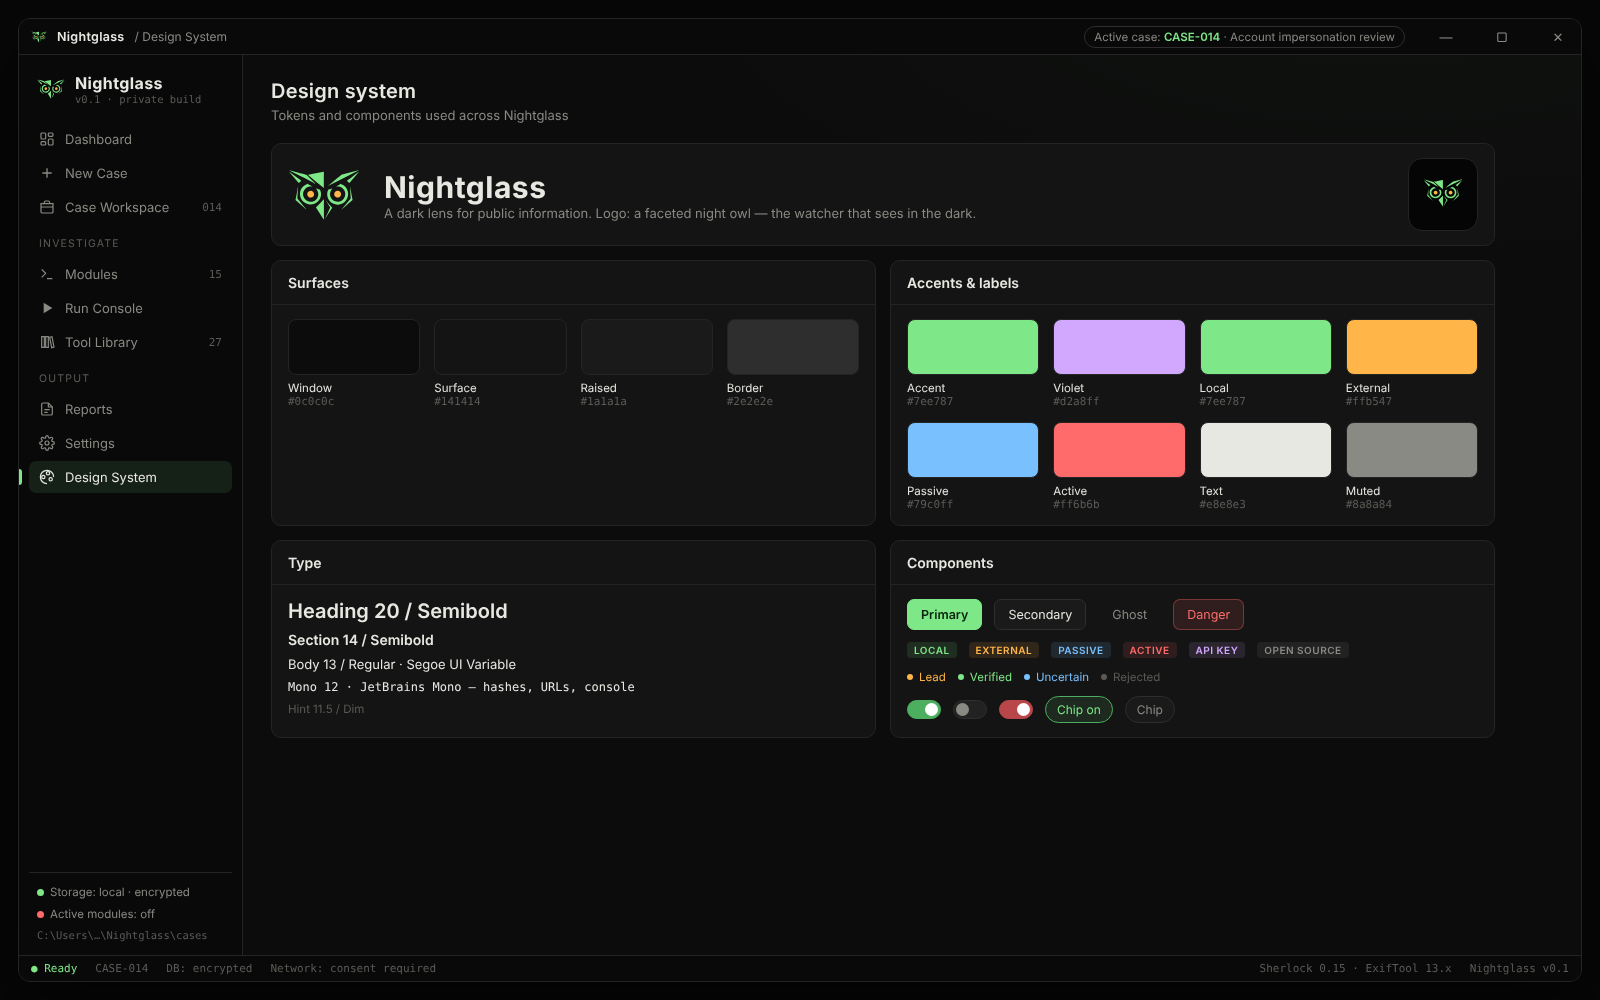 Nightglass / Design System
Active case: CASE-014 · Account impersonation review
Nightglass
v0.1 · private build
Dashboard
New Case
Case Workspace 014
INVESTIGATE
Modules 15
Run Console
Tool Library 27
OUTPUT
Reports
Settings
Design System
Storage: local · encrypted
Active modules: off
C:\Users\…\Nightglass\cases
Design system
Tokens and components used across Nightglass
Nightglass
A dark lens for public information. Logo: a faceted night owl — the watcher that sees in the dark.
Surfaces
Window Surface Raised Border
#0c0c0c #141414 #1a1a1a #2e2e2e
Accents & labels
Accent Violet Local External
#7ee787 #d2a8ff #7ee787 #ffb547
Passive Active Text Muted
#79c0ff #ff6b6b #e8e8e3 #8a8a84
Type
Heading 20 / Semibold
Section 14 / Semibold
Body 13 / Regular · Segoe UI Variable
Mono 12 · JetBrains Mono — hashes, URLs, console
Hint 11.5 / Dim
Components
Primary Secondary Ghost Danger
LOCAL EXTERNAL PASSIVE ACTIVE API KEY OPEN SOURCE
Lead Verified Uncertain Rejected
Chip on Chip
Ready CASE-014 DB: encrypted Network: consent required
Sherlock 0.15 · ExifTool 13.x Nightglass v0.1